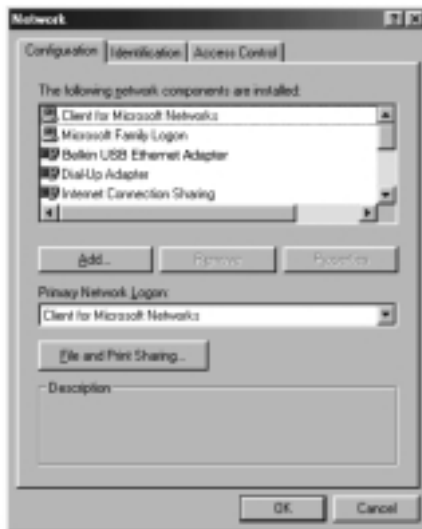 Network
Configuration Identification Access Control
The following network components are installed:
Client for Microsoft Networks
Microsoft Family Logon
Belkin USB Ethernet Adapter
Dial-Up Adapter
Internet Connection Sharing
Add... Remove Properties
Primary Network Logon:
Client for Microsoft Networks
File and Print Sharing...
Description
OK Cancel